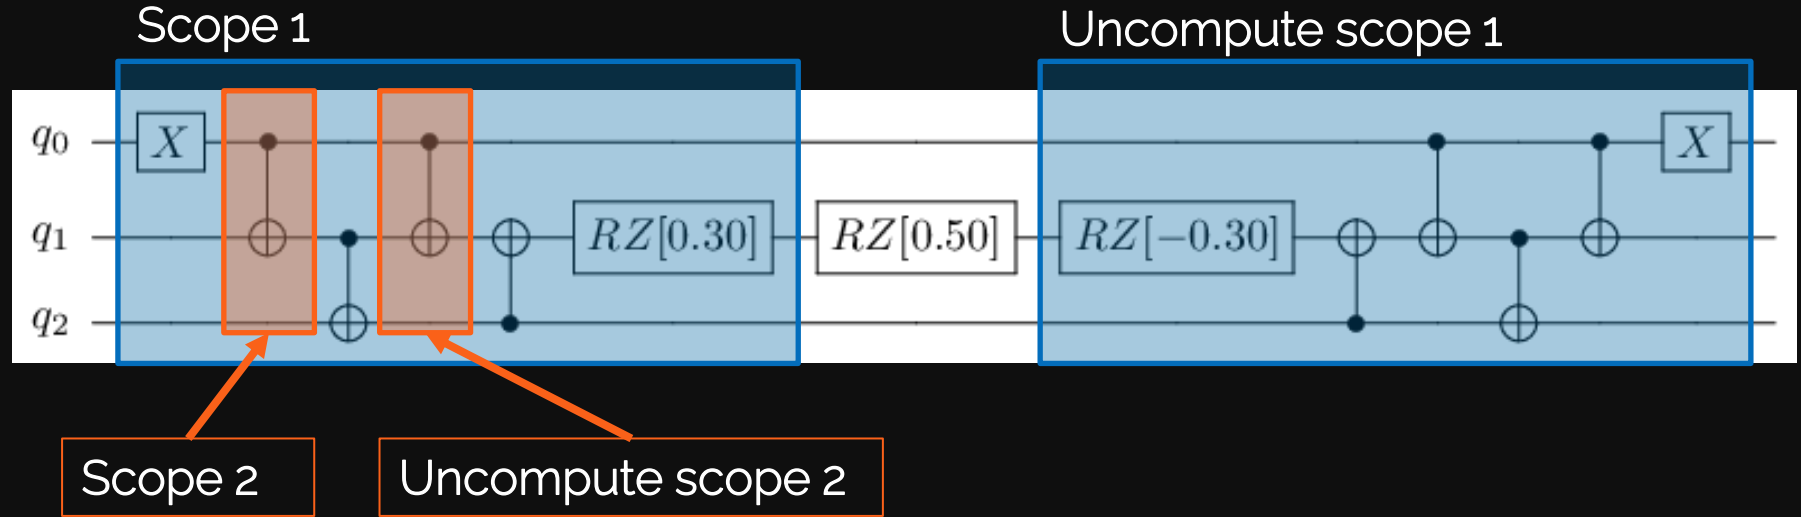 Scope 1
Uncompute scope 1
q0 X X
q1 RZ[0.30] RZ[0.50] RZ[−0.30]
q2
Scope 2
Uncompute scope 2